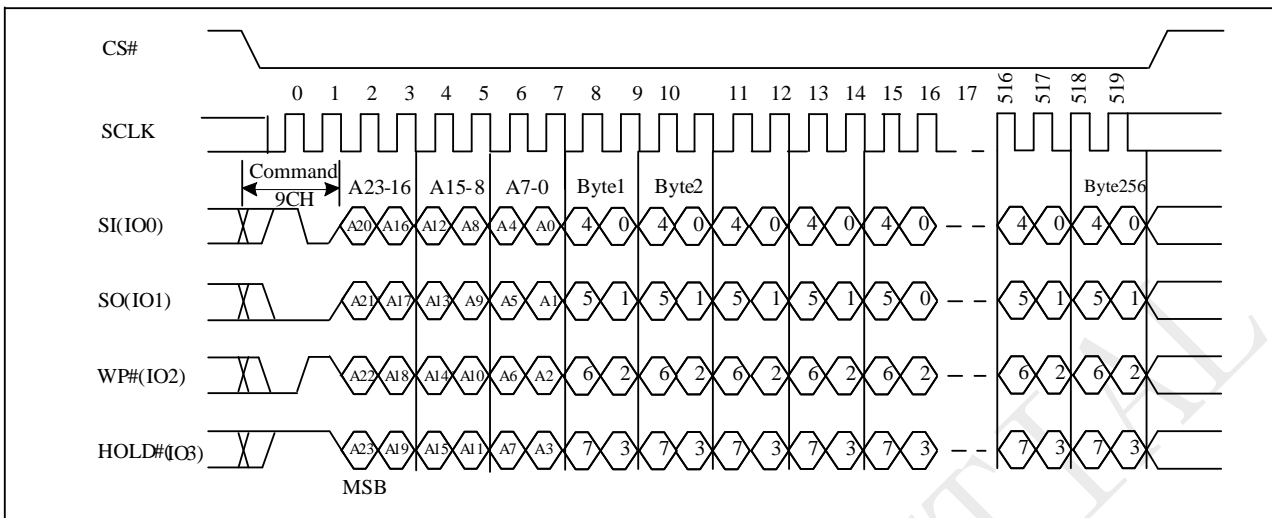 CS#
0 1 2 3 4 5 6 7 8 9 10 11 12 13 14 15 16 17 516 517 518 519
SCLK
Command
9CH
A23-16 A15-8 A7-0 Byte1 Byte2 Byte256
SI(IO0) A20 A16 A12 A8 A4 A0 4 0 4 0 4 0 4 0 4 0 4 0 4 0
SO(IO1) A21 A17 A13 A9 A5 A1 5 1 5 1 5 1 5 1 5 0 5 1 5 1
WP#(IO2) A22 A18 A14 A10 A6 A2 6 2 6 2 6 2 6 2 6 2 6 2 6 2
HOLD#(IO3) A23 A19 A15 A11 A7 A3 7 3 7 3 7 3 7 3 7 3 7 3 7 3
MSB
TIAL